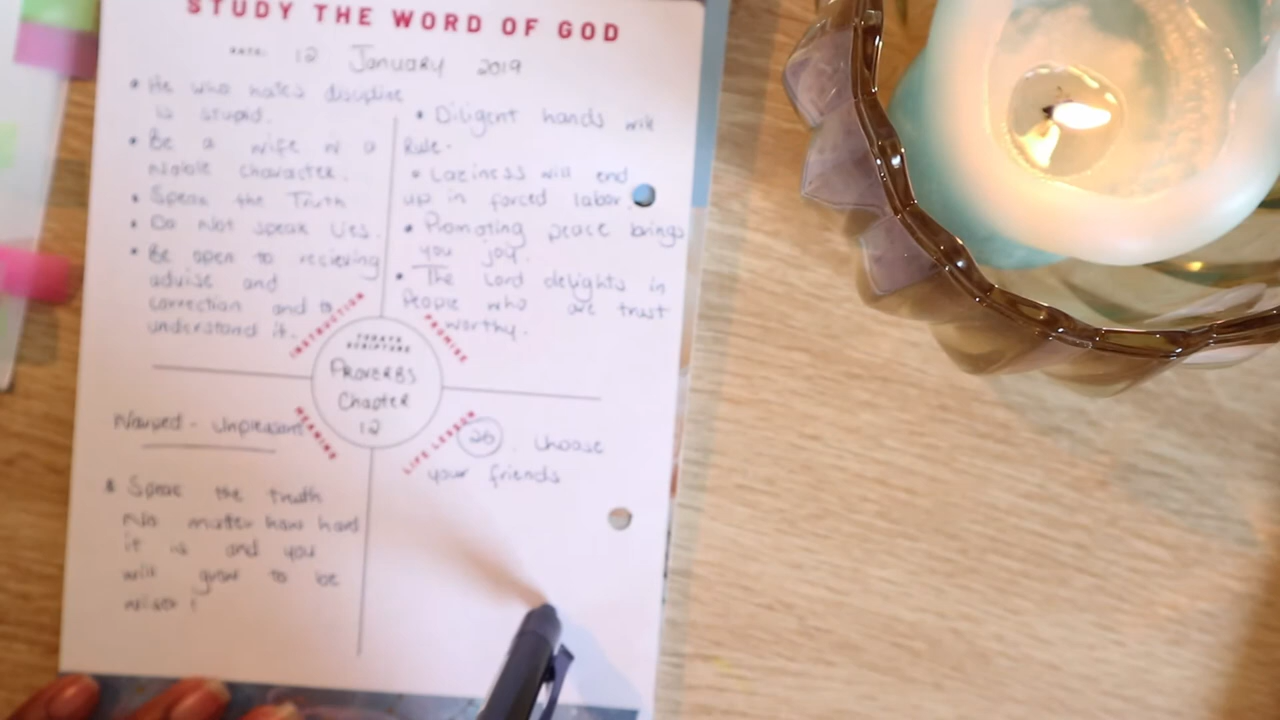 STUDY THE WORD OF GOD
DATE: 12 January 2019
• He who hates discipline
is stupid.
• Be a wife of a
noble character.
• Speak the Truth
• Do not speak lies.
• Be open to recieving
advise and
correction and to
understand it.
INSTRUCTION
• Diligent hands will
Rule.
• Laziness will end
up in forced labor.
• Promoting peace brings
you joy.
• The Lord delights in
People who are trust
worthy.
PROMISE
TODAYS
SCRIPTURE
Proverbs
Chapter
12
MEANING
Warped - Unpleasant
* Speak the truth
no matter how hard
it is and you
will grow to be
wiser!
LIFE LESSON
26. Choose
your friends